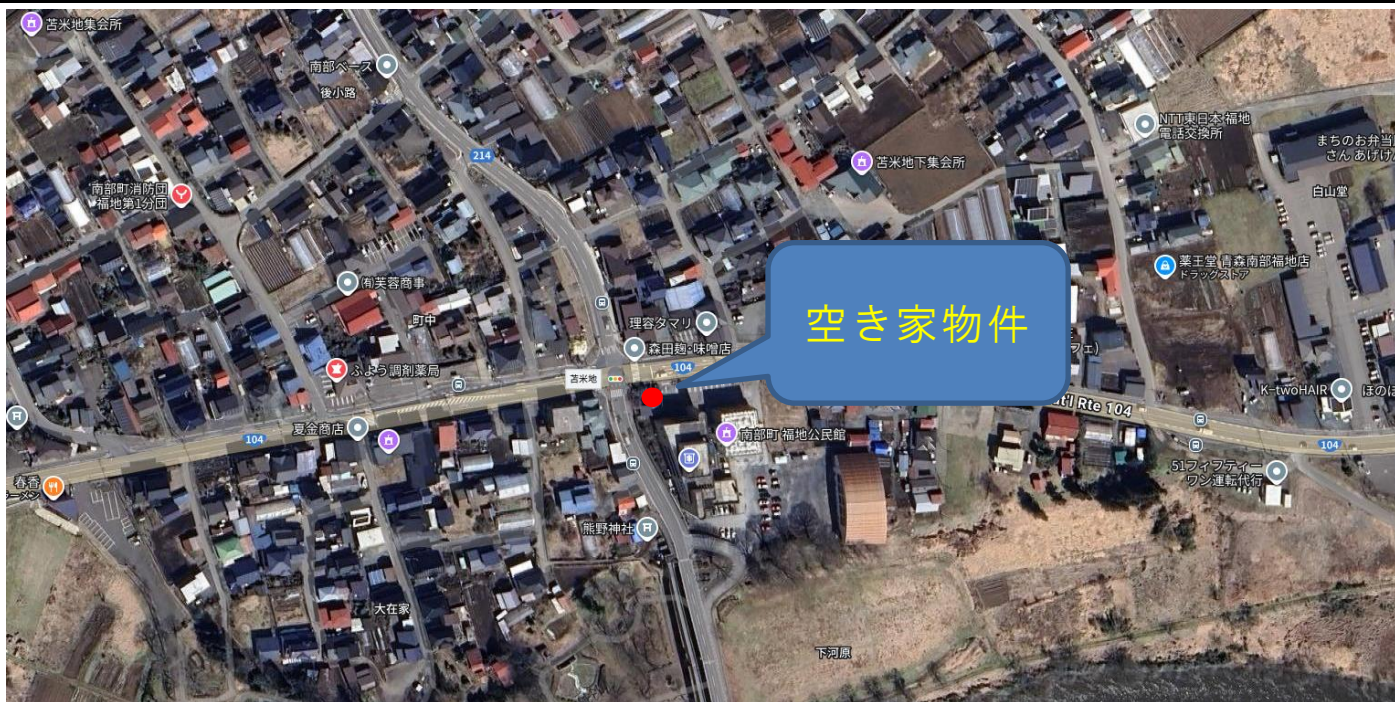 苫米地集会所
南部ベース
後小路
214
NTT東日本 福地
電話交換所
まちのお弁当
さん あげけ
苫米地下集会所
白山堂
南部町消防団
福地第1分団
薬王堂 青森南部福地店
ドラッグストア
㈲芙蓉商事
町中
理容タマリ
空き家物件
森田麹・味噌店
フェ)
104
ふよう調剤薬局
苫米地
K-twoHAIR
ほのぼ
t'l Rte 104
夏金商店
104
南部町 福地公民館
104
51フィフティー
ワン運転代行
春香
ラーメン
熊野神社
大在家
下河原